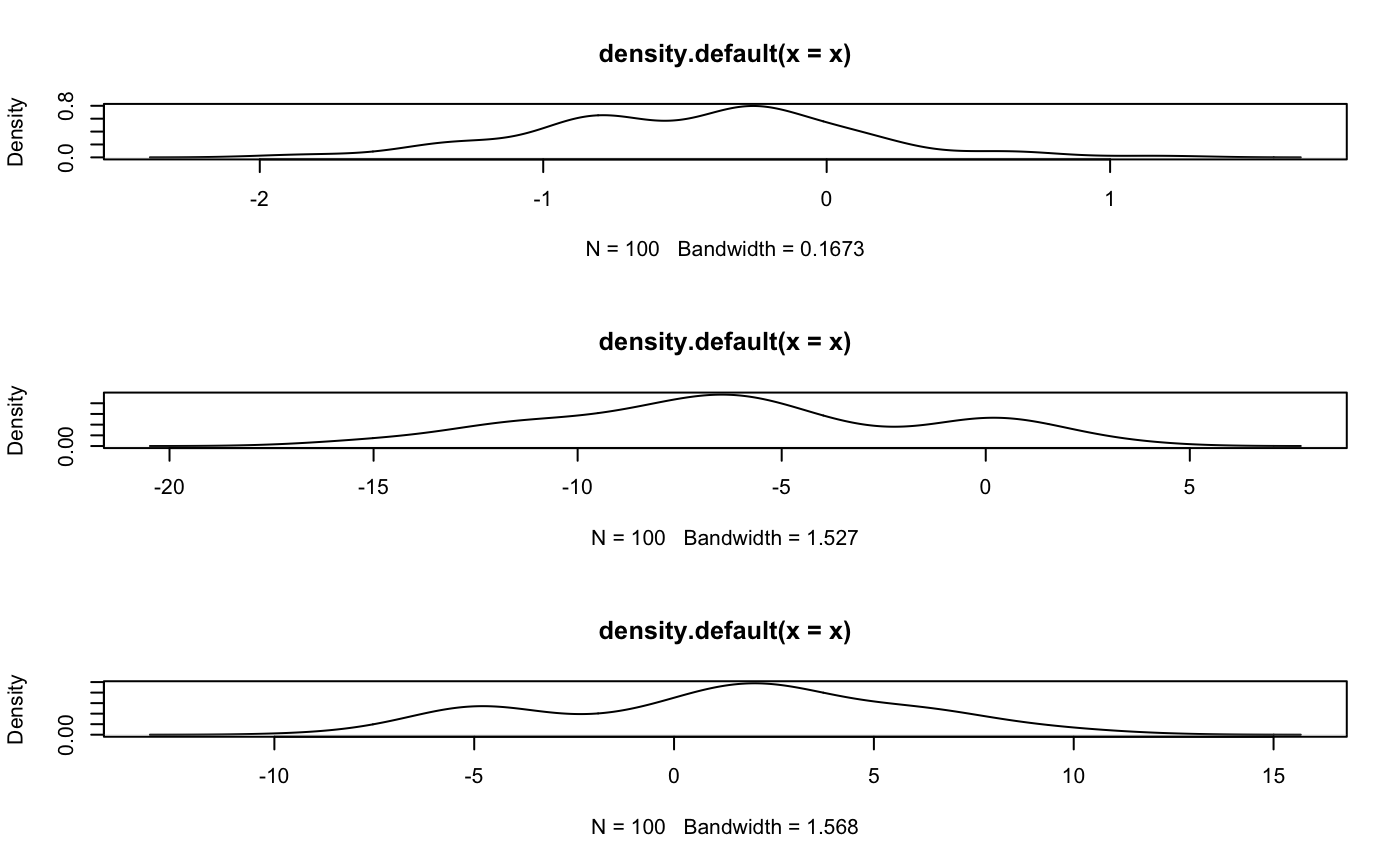 density.default(x = x)
Density
0.0 0.8
-2 -1 0 1
N = 100 Bandwidth = 0.1673
density.default(x = x)
Density
0.00
-20 -15 -10 -5 0 5
N = 100 Bandwidth = 1.527
density.default(x = x)
Density
0.00
-10 -5 0 5 10 15
N = 100 Bandwidth = 1.568